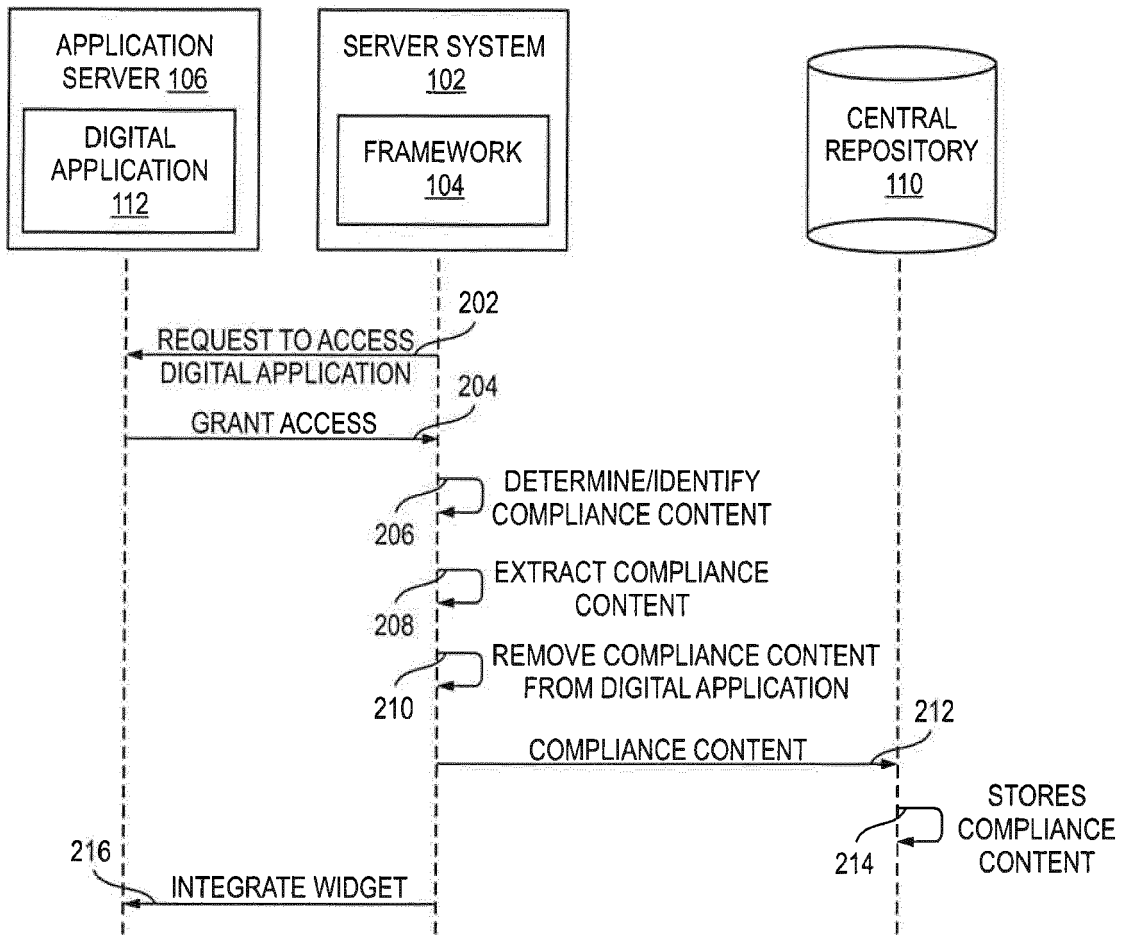 APPLICATION
SERVER 106
DIGITAL
APPLICATION
112
SERVER SYSTEM
102
FRAMEWORK
104
CENTRAL
REPOSITORY
110
202
REQUEST TO ACCESS
DIGITAL APPLICATION
204
GRANT ACCESS
DETERMINE/IDENTIFY
COMPLIANCE CONTENT
206
EXTRACT COMPLIANCE
CONTENT
208
REMOVE COMPLIANCE CONTENT
FROM DIGITAL APPLICATION
210
212
COMPLIANCE CONTENT
STORES
COMPLIANCE
CONTENT
214
216
INTEGRATE WIDGET